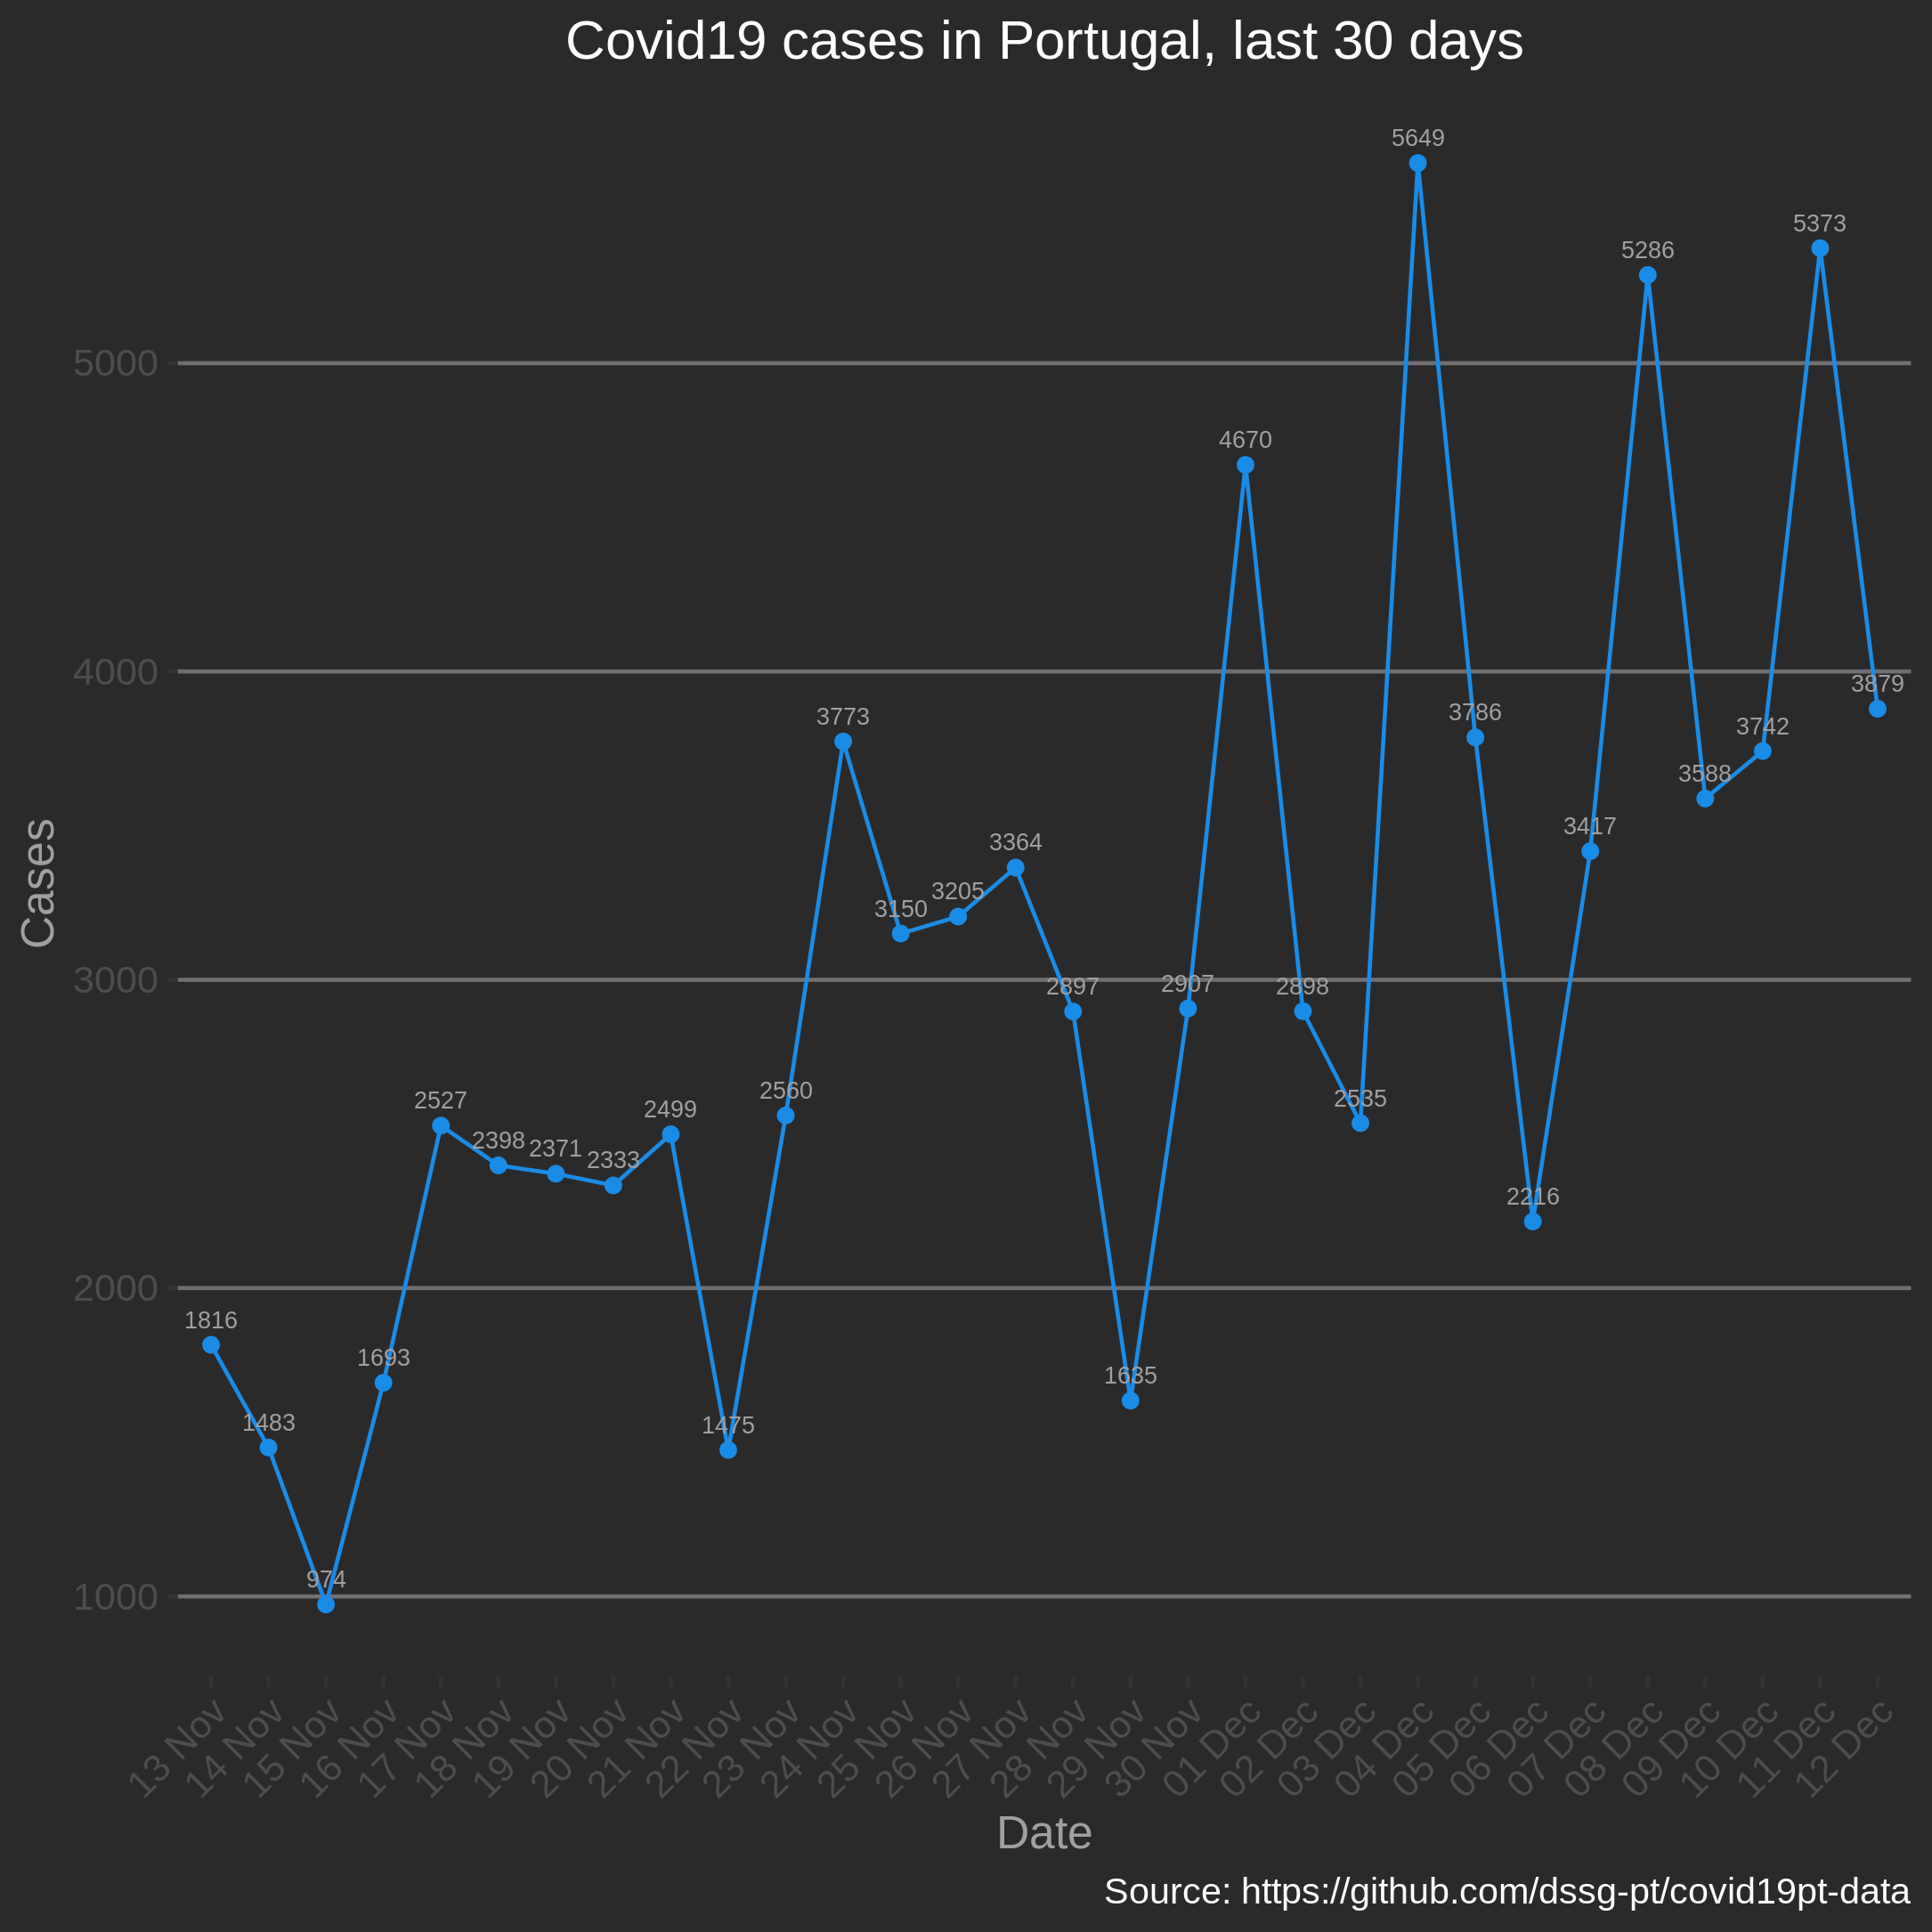 Covid19 cases in Portugal, last 30 days
5649
5373
5286
5000
4670
4000
3879
3773
3786
3742
3588
3417
3364
3205
3150
Cases
3000
2897
2907
2898
2560
2527
2499
2535
2398
2371
2333
2216
2000
1816
1693
1635
1483
1475
974
1000
13 Nov
14 Nov
15 Nov
16 Nov
17 Nov
18 Nov
19 Nov
20 Nov
21 Nov
22 Nov
23 Nov
24 Nov
25 Nov
26 Nov
27 Nov
28 Nov
29 Nov
30 Nov
01 Dec
02 Dec
03 Dec
04 Dec
05 Dec
06 Dec
07 Dec
08 Dec
09 Dec
10 Dec
11 Dec
12 Dec
Date
Source: https://github.com/dssg-pt/covid19pt-data